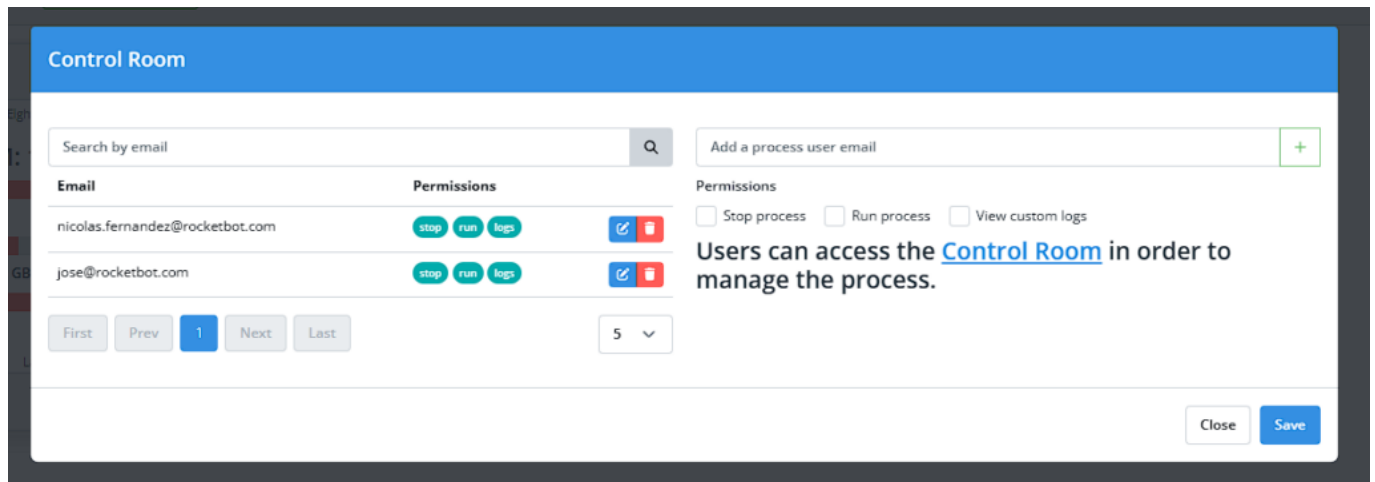 Control Room
Search by email
Add a process user email
+
Email Permissions
Permissions
nicolas.fernandez@rocketbot.com stop run logs
Stop process Run process View custom logs
Users can access the Control Room in order to
manage the process.
jose@rocketbot.com stop run logs
First Prev 1 Next Last
5
Close Save